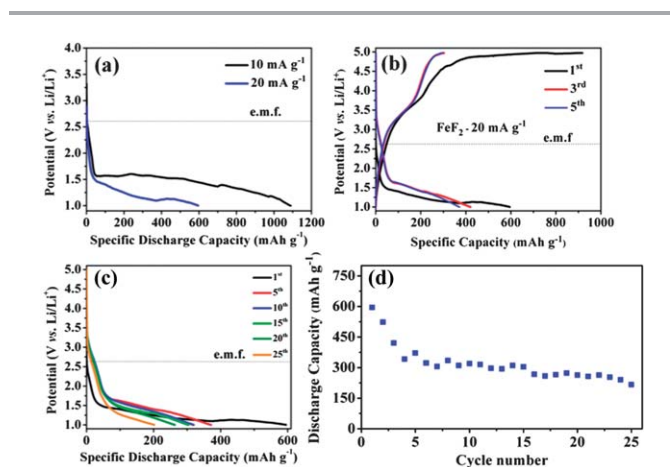 (a)
10 mA g⁻¹
20 mA g⁻¹
e.m.f.
Potential (V vs. Li/Li⁺)
4.0
3.5
3.0
2.5
2.0
1.5
1.0
0 200 400 600 800 1000 1200
Specific Discharge Capacity (mAh g⁻¹)
(b)
1st
3rd
5th
FeF₂ - 20 mA g⁻¹
e.m.f
Potential (V vs. Li/Li⁺)
5.0
4.5
4.0
3.5
3.0
2.5
2.0
1.5
1.0
0 200 400 600 800 1000
Specific Capacity (mAh g⁻¹)
(c)
1st
5th
10th
15th
20th
25th
e.m.f.
Potential (V vs. Li/Li⁺)
5.0
4.5
4.0
3.5
3.0
2.5
2.0
1.5
1.0
0 100 200 300 400 500 600
Specific Discharge Capacity (mAh g⁻¹)
(d)
Discharge Capacity (mAh g⁻¹)
750
600
450
300
150
0
0 5 10 15 20 25
Cycle number